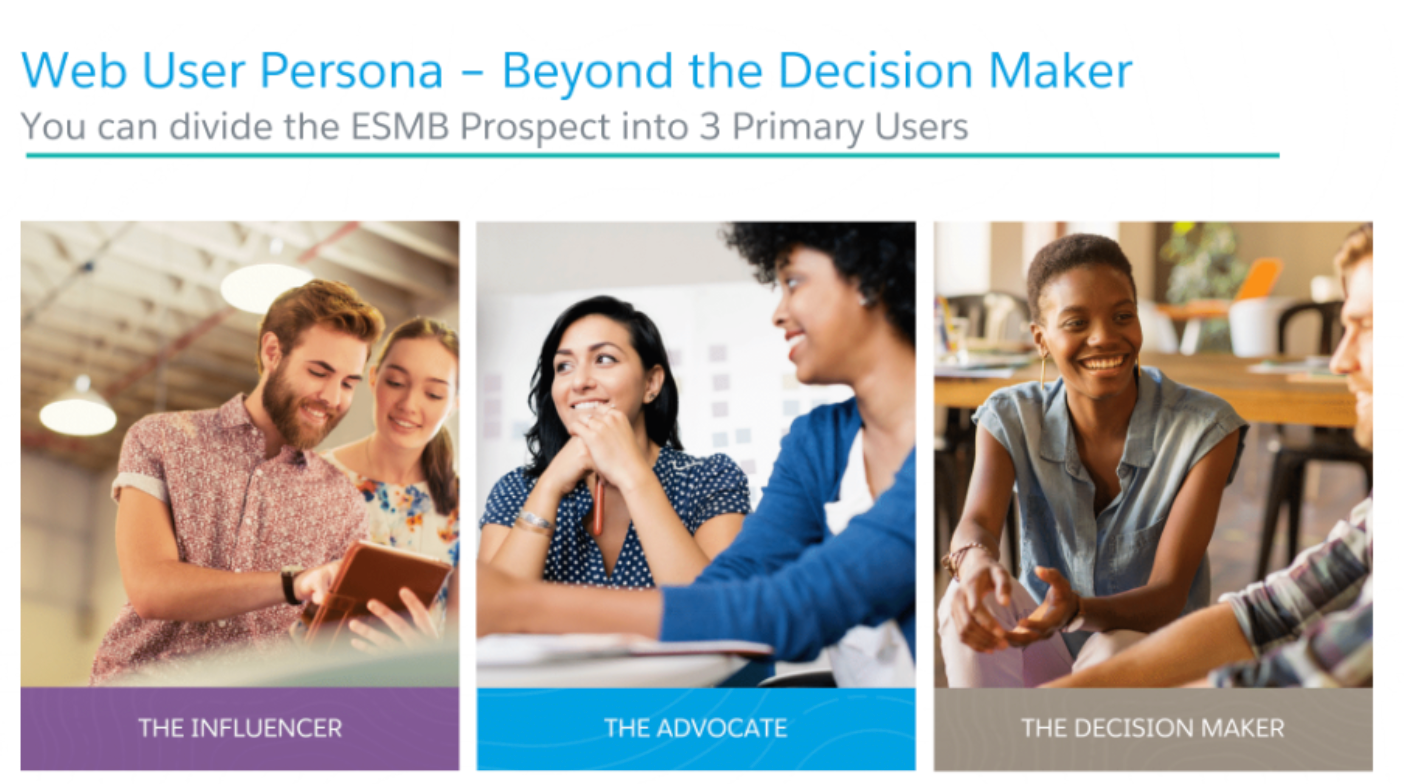 Web User Persona – Beyond the Decision Maker
You can divide the ESMB Prospect into 3 Primary Users
THE INFLUENCER
THE ADVOCATE
THE DECISION MAKER